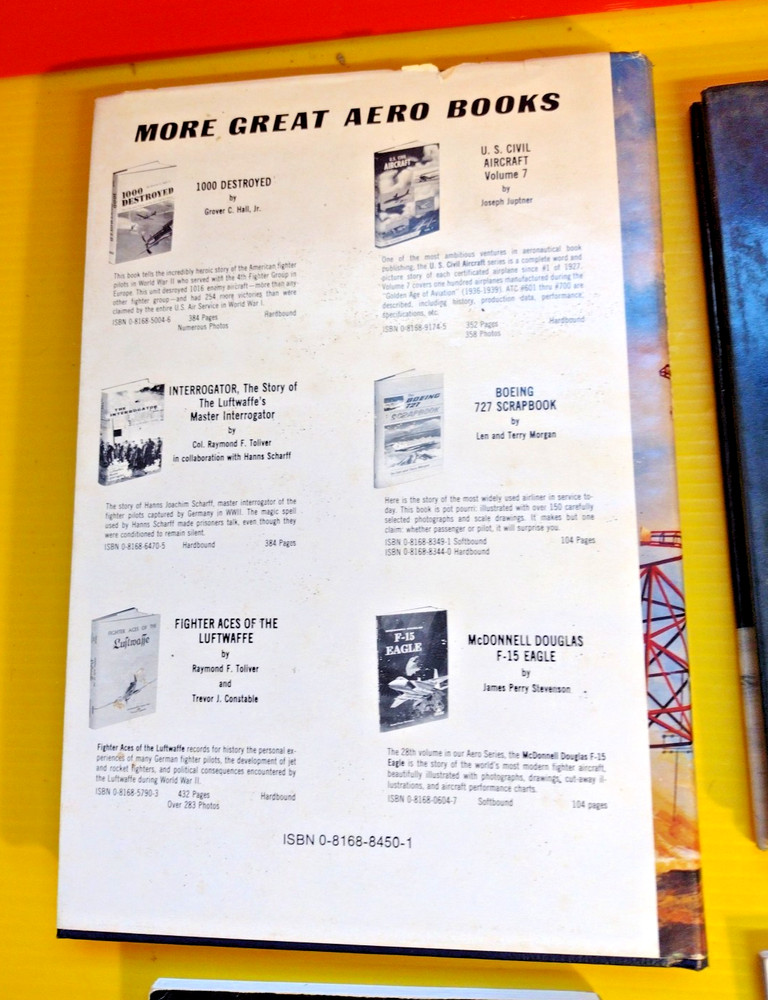 MORE GREAT AERO BOOKS
1000 DESTROYED
1000 DESTROYED
by
Grover C. Hall, Jr.
This book tells the incredibly heroic story of the American fighter
pilots in World War II who served with the 4th Fighter Group in
Europe. This unit desroyed 1016 enemy aircraft—more than any
other fighter group—and had 254 more victories than were
claimed by the entire U.S. Air Service in World War I.
ISBN 0-8168-5004-6 384 Pages Hardbound
Numerous Photos
INTERROGATOR, The Story of
The Luftwaffe's
Master Interrogator
by
Col. Raymond F. Toliver
in collaboration with Hanns Scharff
THE INTERROGATOR
The story of Hanns Joachim Scharff, master interrogator of the
fighter pilots captured by Germany in WWII. The magic spell
used by Hanns Scharff made prisoners talk, even though they
were conditioned to remain silent.
ISBN 0-8168-6470-5 Hardbound 384 Pages
FIGHTER ACES OF THE
Luftwaffe
FIGHTER ACES OF THE
LUFTWAFFE
by
Raymond F. Toliver
and
Trevor J. Constable
Fighter Aces of the Luftwaffe records for history the personal ex-
periences of many German fighter pilots, the development of jet
and rocket fighters, and political consequences encountered by
the Luftwaffe during World War II.
ISBN 0-8168-5790-3 432 Pages Hardbound
Over 283 Photos
U.S. CIVIL
AIRCRAFT
U. S. CIVIL
AIRCRAFT
Volume 7
by
Joseph Juptner
One of the most ambitious ventures in aeronautical book
publishing, the U. S. Civil Aircraft series is a complete word and
picture story of each certificated airplane since #1 of 1927.
Volume 7 covers one hundred airplanes manufactured during the
"Golden Age of Aviation" (1936-1939). ATC #601 thru #700 are
described, including history, production data, performance,
specifications, etc.
ISBN 0-8168-9174-5 352 Pages Hardbound
358 Photos
BOEING
727
SCRAPBOOK
BOEING
727 SCRAPBOOK
by
Len and Terry Morgan
Here is the story of the most widely used airliner in service to-
day. This book is pot pourri: illustrated with over 150 carefully
selected photographs and scale drawings. It makes but one
claim: whether passenger or pilot, it will surprise you.
ISBN 0-8168-8349-1 Softbound 104 Pages
ISBN 0-8168-8344-0 Hardbound
F-15
EAGLE
McDONNELL DOUGLAS
F-15 EAGLE
by
James Perry Stevenson
The 28th volume in our Aero Series, the McDonnell Douglas F-15
Eagle is the story of the world's most modern fighter aircraft,
beautifully illustrated with photographs, drawings, cut-away il-
lustrations, and aircraft performance charts.
ISBN 0-8168-0604-7 Softbound 104 pages
ISBN 0-8168-8450-1